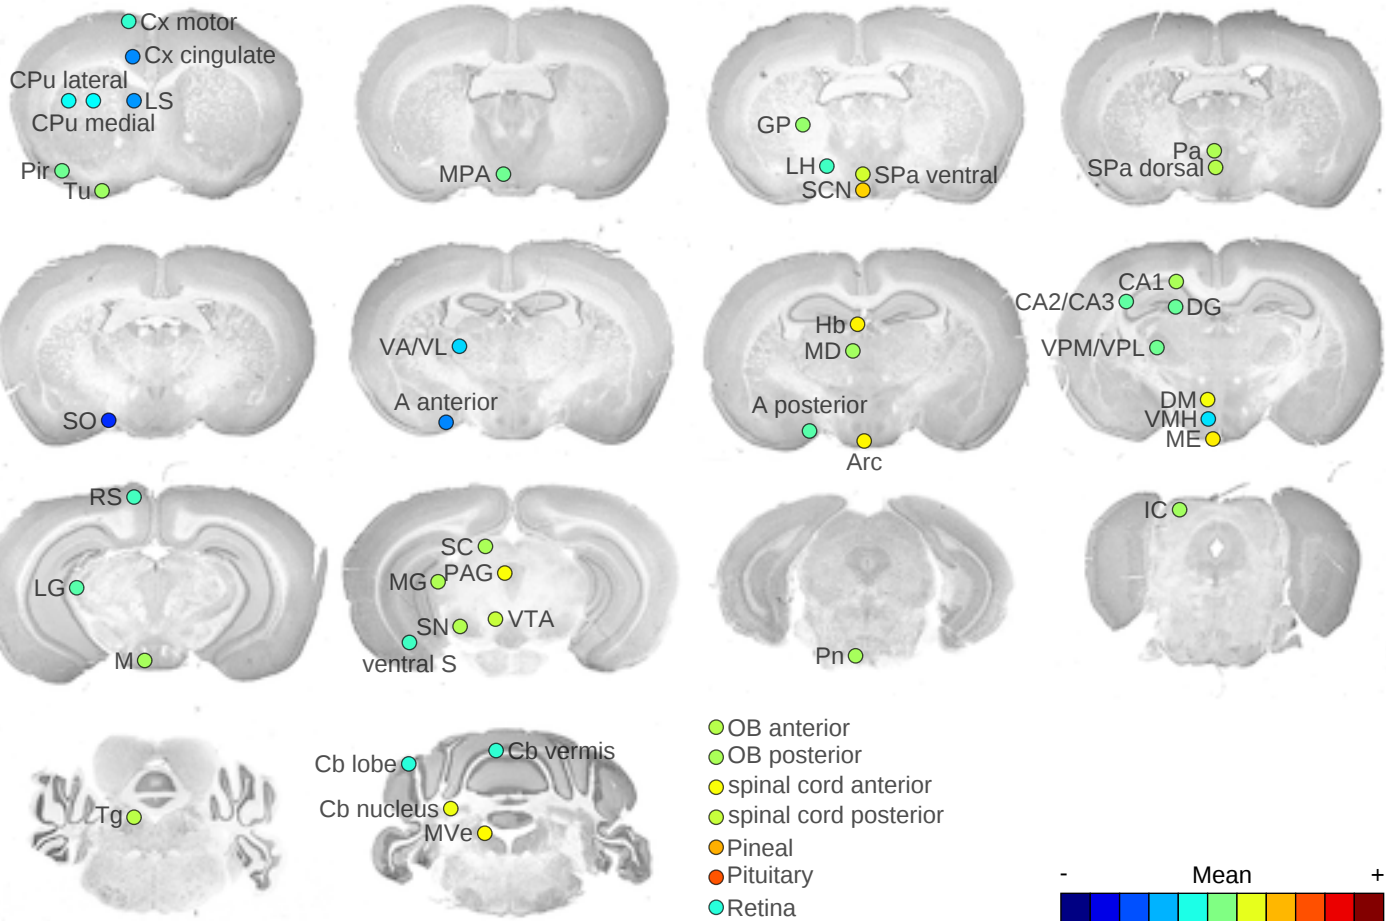 Cx motor
Cx cingulate
CPu lateral
LS
CPu medial
Pir
Tu
MPA
GP
LH
SPa ventral
SCN
Pa
SPa dorsal
SO
VA/VL
A anterior
Hb
MD
A posterior
Arc
CA1
CA2/CA3
DG
VPM/VPL
DM
VMH
ME
RS
LG
M
SC
MG
PAG
SN
VTA
ventral S
Pn
IC
Tg
Cb lobe
Cb vermis
Cb nucleus
MVe
OB anterior
OB posterior
spinal cord anterior
spinal cord posterior
Pineal
Pituitary
Retina
- Mean +